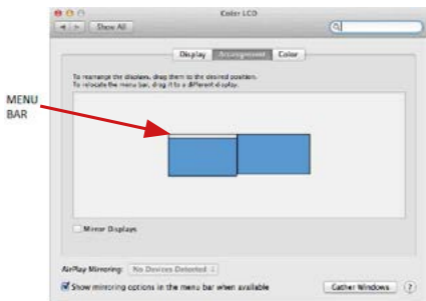 Color LCD
Show All
Display Arrangement Color
To rearrange the displays, drag them to the desired position.
To relocate the menu bar, drag it to a different display.
MENU
BAR
Mirror Displays
AirPlay Mirroring: No Devices Detected
Show mirroring options in the menu bar when available
Gather Windows ?